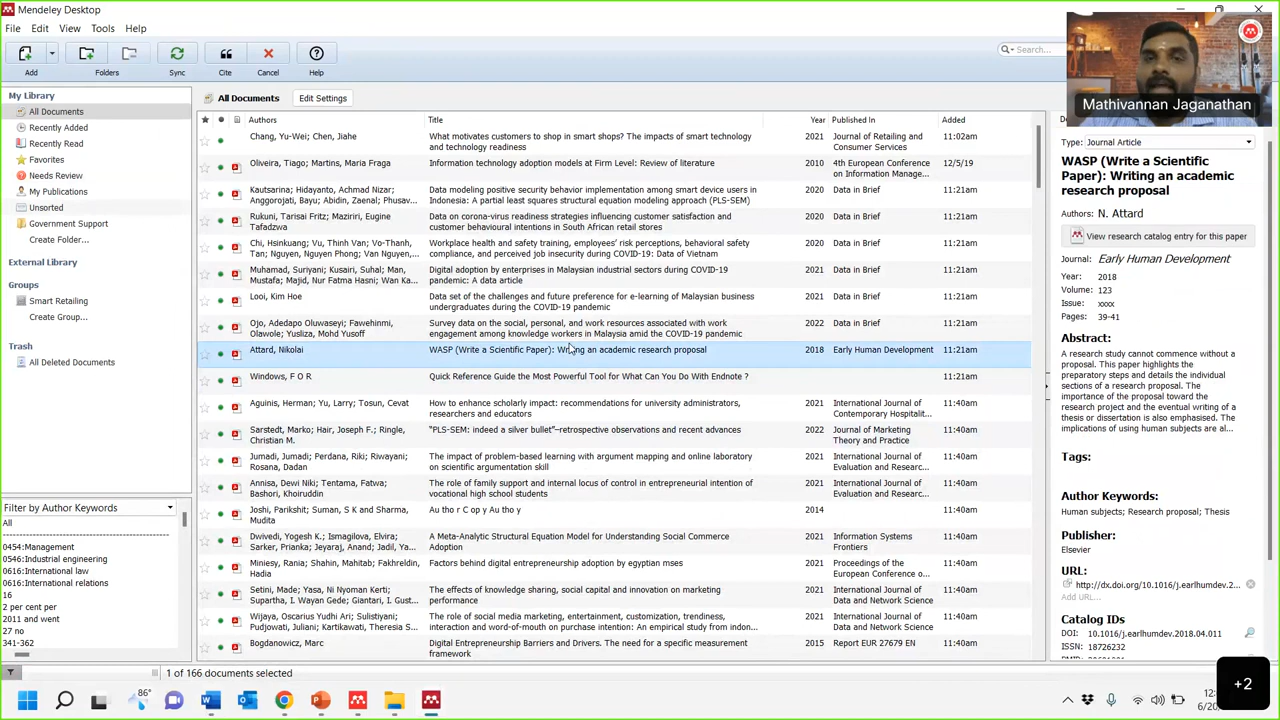 Mendeley Desktop
File Edit View Tools Help
Add Folders Sync Cite Cancel Help
Search...
Mathivannan Jaganathan
My Library
All Documents
Recently Added
Recently Read
Favorites
Needs Review
My Publications
Unsorted
Government Support
Create Folder...
External Library
Groups
Smart Retailing
Create Group...
Trash
All Deleted Documents
Filter by Author Keywords
All
0454:Management
0546:Industrial engineering
0616:International law
0616:International relations
16
2 per cent per
2011 and went
27 no
341-362
All Documents Edit Settings
Authors Title Year Published In Added
Chang, Yu-Wei; Chen, Jiahe What motivates customers to shop in smart shops? The impacts of smart technology 2021 Journal of Retailing and 11:02am
and technology readiness Consumer Services
Oliveira, Tiago; Martins, Maria Fraga Information technology adoption models at Firm Level: Review of literature 2010 4th European Conference 12/5/19
on Information Manage...
Kautsarina; Hidayanto, Achmad Nizar; Data modeling positive security behavior implementation among smart device users in 2020 Data in Brief 11:21am
Anggorojati, Bayu; Abidin, Zaenal; Phusav... Indonesia: A partial least squares structural equation modeling approach (PLS-SEM)
Rukuni, Tarisai Fritz; Maziriri, Eugine Data on corona-virus readiness strategies influencing customer satisfaction and 2020 Data in Brief 11:21am
Tafadzwa customer behavioural intentions in South African retail stores
Chi, Hsinkuang; Vu, Thinh Van; Vo-Thanh, Workplace health and safety training, employees' risk perceptions, behavioral safety 2020 Data in Brief 11:21am
Tan; Nguyen, Nguyen Phong; Van Nguyen,... compliance, and perceived job insecurity during COVID-19: Data of Vietnam
Muhamad, Suriyani; Kusairi, Suhal; Man, Digital adoption by enterprises in Malaysian industrial sectors during COVID-19 2021 Data in Brief 11:21am
Mustafa; Majid, Nur Fatma Hasni; Wan Ka... pandemic: A data article
Looi, Kim Hoe Data set of the challenges and future preference for e-learning of Malaysian business 2021 Data in Brief 11:21am
undergraduates during the COVID-19 pandemic
Ojo, Adedapo Oluwaseyi; Fawehinmi, Survey data on the social, personal, and work resources associated with work 2022 Data in Brief 11:21am
Olawole; Yusliza, Mohd Yusoff engagement among knowledge workers in Malaysia amid the COVID-19 pandemic
Attard, Nikolai WASP (Write a Scientific Paper): Writing an academic research proposal 2018 Early Human Development 11:21am
Windows, F O R Quick Reference Guide the Most Powerful Tool for What Can You Do With Endnote ? 11:21am
Aguinis, Herman; Yu, Larry; Tosun, Cevat How to enhance scholarly impact: recommendations for university administrators, International Journal of 11:40am
researchers and educators Contemporary Hospitalit...
Sarstedt, Marko; Hair, Joseph F.; Ringle, "PLS-SEM: indeed a silver bullet"–retrospective observations and recent advances 2022 Journal of Marketing 11:40am
Christian M. Theory and Practice
Jumadi, Jumadi; Perdana, Riki; Riwayani; The impact of problem-based learning with argument mapping and online laboratory 2021 International Journal of 11:40am
Rosana, Dadan on scientific argumentation skill Evaluation and Researc...
Annisa, Dewi Niki; Tentama, Fatwa; The role of family support and internal locus of control in entrepreneurial intention of 2021 International Journal of 11:40am
Bashori, Khoiruddin vocational high school students Evaluation and Researc...
Joshi, Parikshit; Suman, S K and Sharma, Au tho r C op y Au tho y 2014 11:40am
Mudita
Dwivedi, Yogesh K.; Ismagilova, Elvira; A Meta-Analytic Structural Equation Model for Understanding Social Commerce Information Systems 11:40am
Sarker, Prianka; Jeyaraj, Anand; Jadil, Ya... Adoption Frontiers
Miniesy, Rania; Shahin, Mahitab; Fakhreldin, Factors behind digital entrepreneurship adoption by egyptian mses Proceedings of the 11:40am
Hadia European Conference o...
Setini, Made; Yasa, Ni Nyoman Kerti; The effects of knowledge sharing, social capital and innovation on marketing International Journal of 11:40am
Supartha, I. Wayan Gede; Giantari, I. Gust... performance Data and Network Science
Wijaya, Oscarius Yudhi Ari; Sulistiyani; The role of social media marketing, entertainment, customization, trendiness, International Journal of 11:40am
Pudjowati, Juliani; Kartikawati, Theresia S... interaction and word-of-mouth on purchase intention: An empirical study from indon... Data and Network Science
Bogdanowicz, Marc Digital Entrepreneurship Barriers and Drivers. The need for a specific measurement 2015 Report EUR 27679 EN 11:40am
framework
Type: Journal Article
WASP (Write a Scientific
Paper): Writing an academic
research proposal
Authors: N. Attard
View research catalog entry for this paper
Journal: Early Human Development
Year: 2018
Volume: 123
Issue: xxxx
Pages: 39-41
Abstract:
A research study cannot commence without a
proposal. This paper highlights the
preparatory steps and details the individual
sections of a research proposal. The
importance of the proposal toward the
research project and the eventual writing of a
thesis or dissertation is also emphasised. The
implications of using human subjects are al...
Tags:
Author Keywords:
Human subjects; Research proposal; Thesis
Publisher:
Elsevier
URL:
http://dx.doi.org/10.1016/j.earlhumdev.2...
Add URL...
Catalog IDs
DOI: 10.1016/j.earlhumdev.2018.04.011
ISSN: 18726232
1 of 166 documents selected
86°
+2